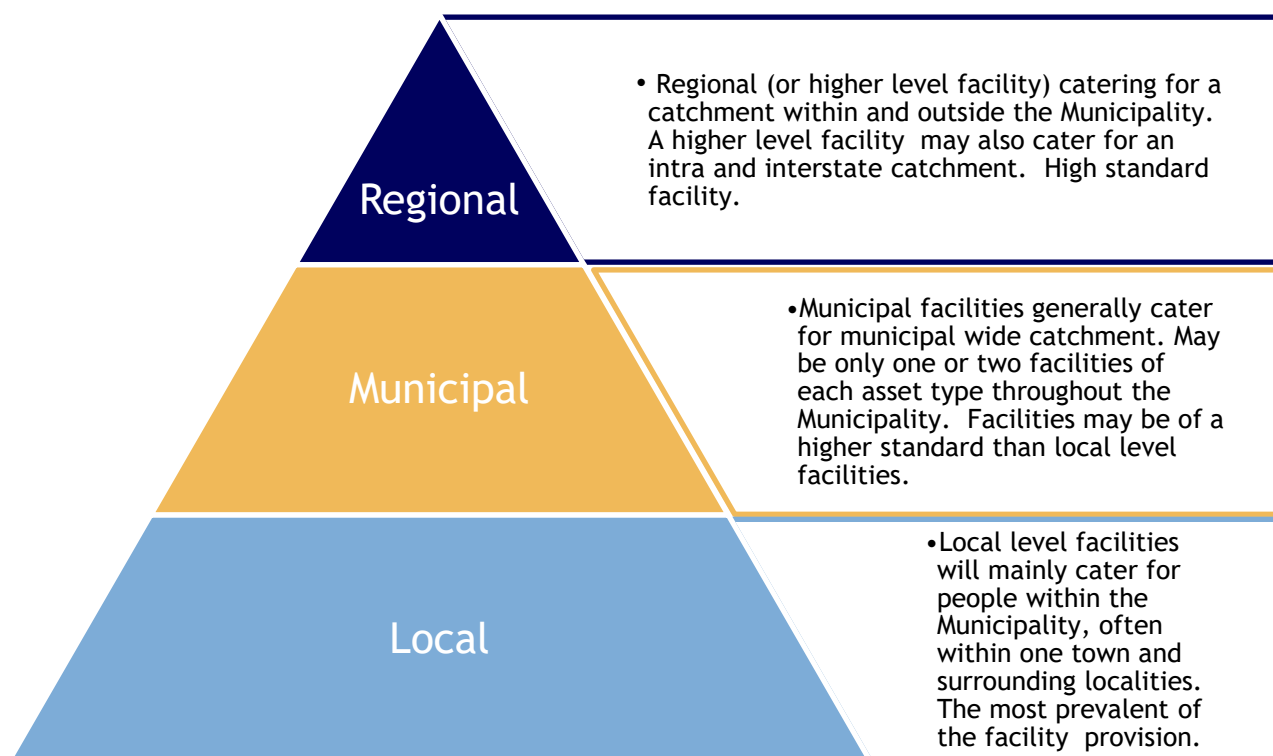 Regional
• Regional (or higher level facility) catering for a
catchment within and outside the Municipality.
A higher level facility  may also cater for an
intra and interstate catchment.  High standard
facility.
Municipal
•Municipal facilities generally cater
for municipal wide catchment. May
be only one or two facilities of
each asset type throughout the
Municipality.  Facilities may be of a
higher standard than local level
facilities.
Local
•Local level facilities
will mainly cater for
people within the
Municipality, often
within one town and
surrounding localities.
The most prevalent of
the facility  provision.